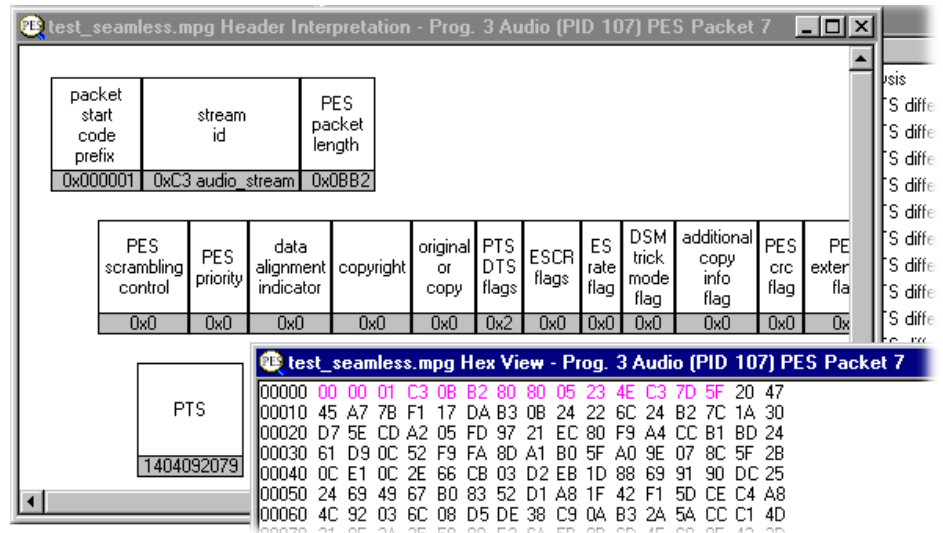 test_seamless.mpg Header Interpretation - Prog. 3 Audio (PID 107) PES Packet 7
packet start code prefix
stream id
PES packet length
0x000001 0xC3 audio_stream 0x0BB2
PES scrambling control
PES priority
data alignment indicator
copyright
original or copy
PTS DTS flags
ESCR flags
ES rate flag
DSM trick mode flag
additional copy info flag
PES crc flag
0x0 0x0 0x0 0x0 0x0 0x2 0x0 0x0 0x0 0x0 0x0
PTS
1404092079
test_seamless.mpg Hex View - Prog. 3 Audio (PID 107) PES Packet 7
00000 00 00 01 C3 0B B2 80 80 05 23 4E C3 7D 5F 20 47
00010 45 A7 7B F1 17 DA B3 0B 24 22 6C 24 B2 7C 1A 30
00020 D7 5E CD A2 05 FD 97 21 EC 80 F9 A4 CC B1 BD 24
00030 61 D9 0C 52 F9 FA 8D A1 B0 5F A0 9E 07 8C 5F 2B
00040 0C E1 0C 2E 66 CB 03 D2 EB 1D 88 69 91 90 DC 25
00050 24 69 49 67 B0 83 52 D1 A8 1F 42 F1 5D CE C4 A8
00060 4C 92 03 6C 08 D5 DE 38 C9 0A B3 2A 5A CC C1 4D